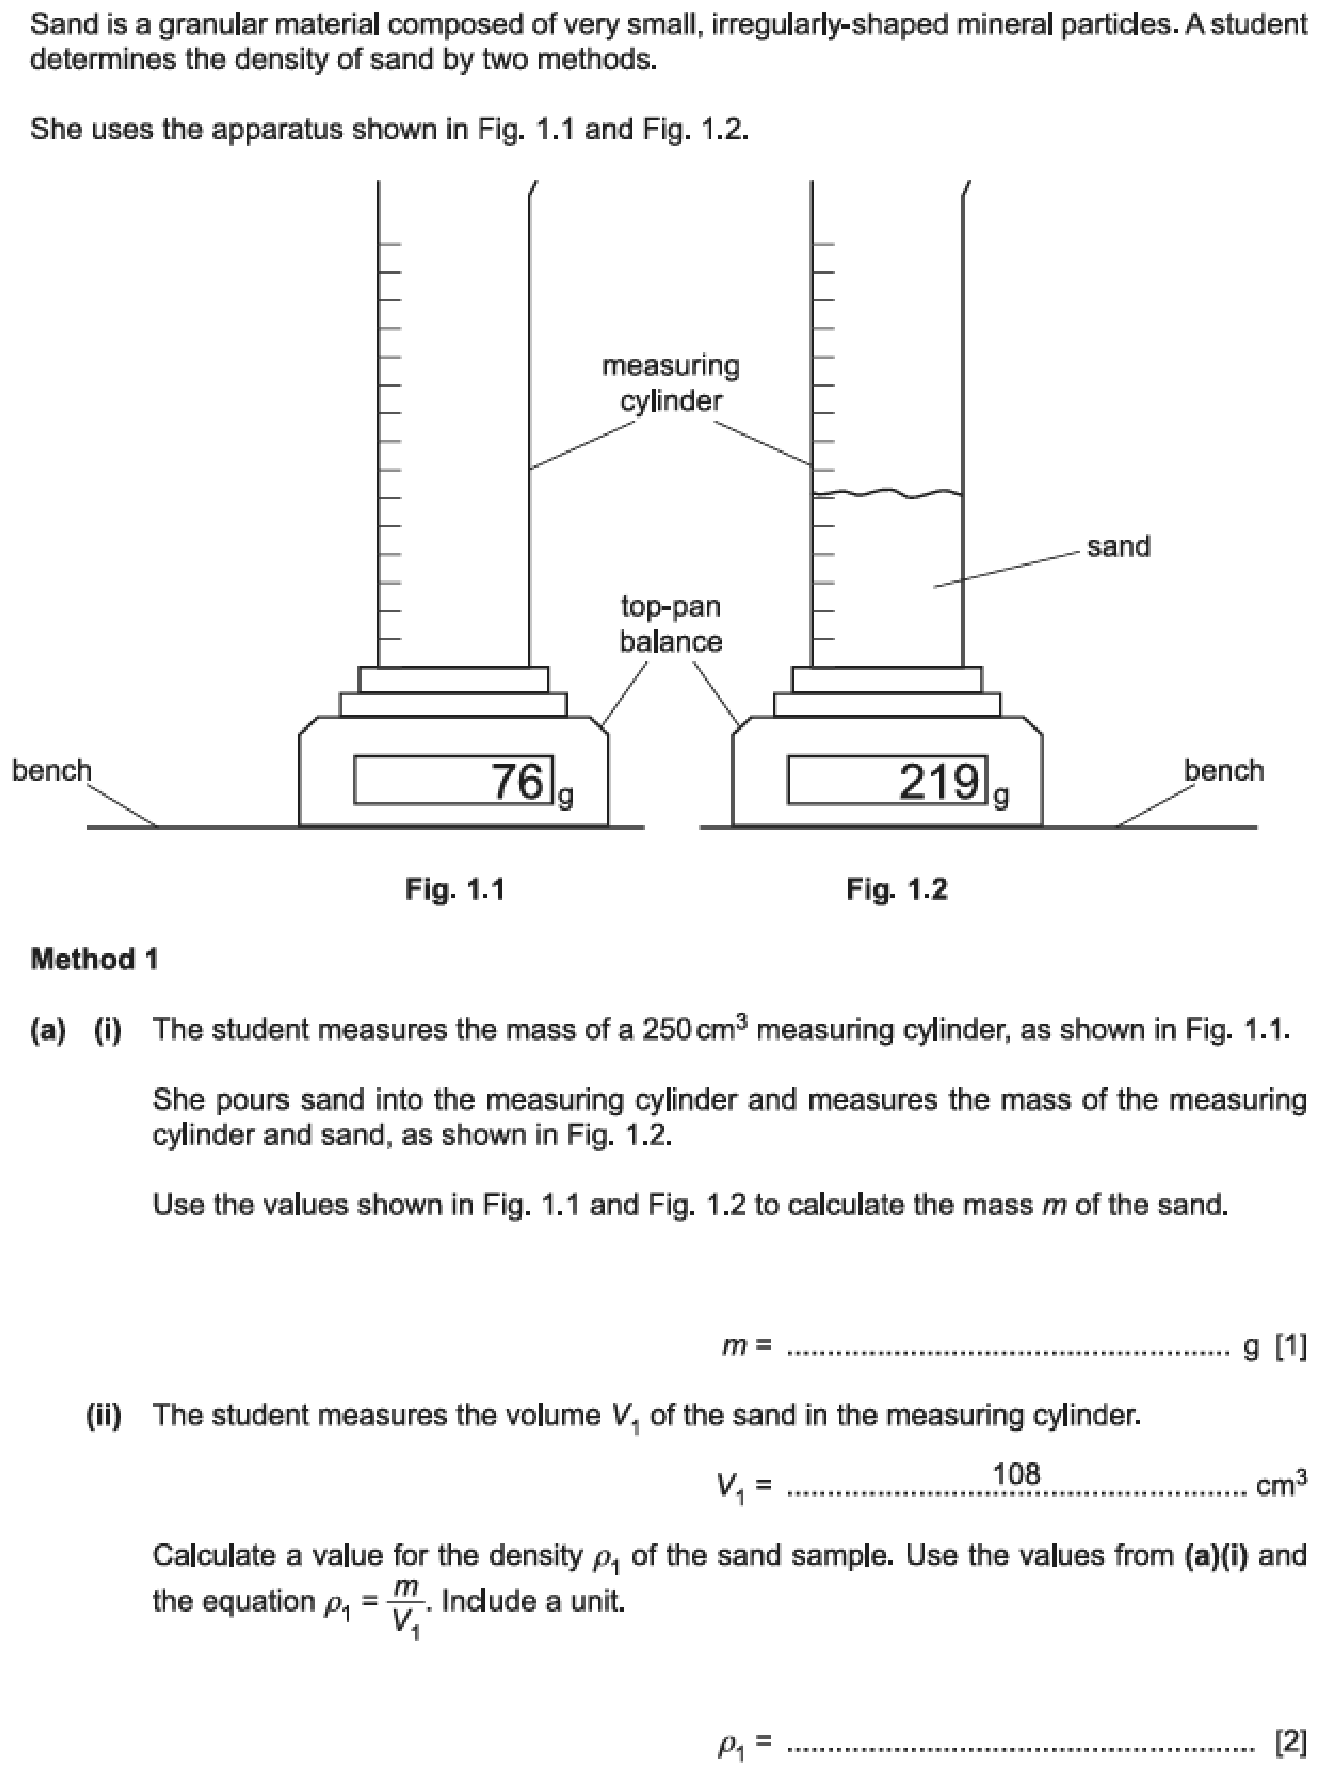 Sand is a granular material composed of very small, irregularly-shaped mineral particles. A student
determines the density of sand by two methods.
She uses the apparatus shown in Fig. 1.1 and Fig. 1.2.
measuring
cylinder
sand
top-pan
balance
bench
76 g
219 g
bench
Fig. 1.1
Fig. 1.2
Method 1
(a) (i) The student measures the mass of a 250 cm³ measuring cylinder, as shown in Fig. 1.1.
She pours sand into the measuring cylinder and measures the mass of the measuring
cylinder and sand, as shown in Fig. 1.2.
Use the values shown in Fig. 1.1 and Fig. 1.2 to calculate the mass m of the sand.
m = ........................................................ g [1]
(ii) The student measures the volume V₁ of the sand in the measuring cylinder.
V₁ = ..........................108.......................... cm³
Calculate a value for the density ρ₁ of the sand sample. Use the values from (a)(i) and
the equation ρ₁ = m/V₁. Include a unit.
ρ₁ = ........................................................ [2]